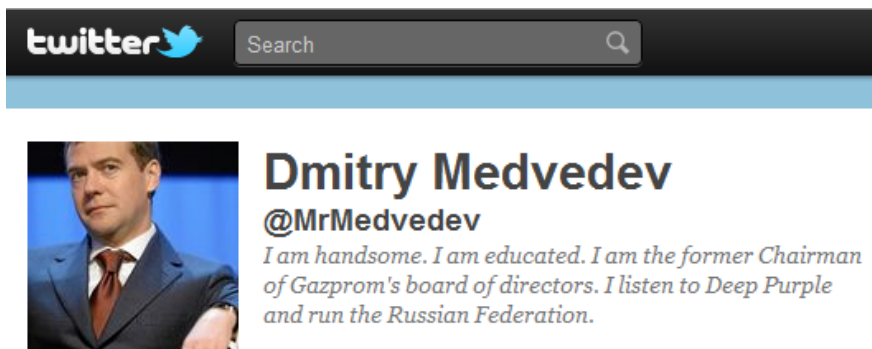 twitter
Search
Dmitry Medvedev
@MrMedvedev
I am handsome. I am educated. I am the former Chairman
of Gazprom's board of directors. I listen to Deep Purple
and run the Russian Federation.